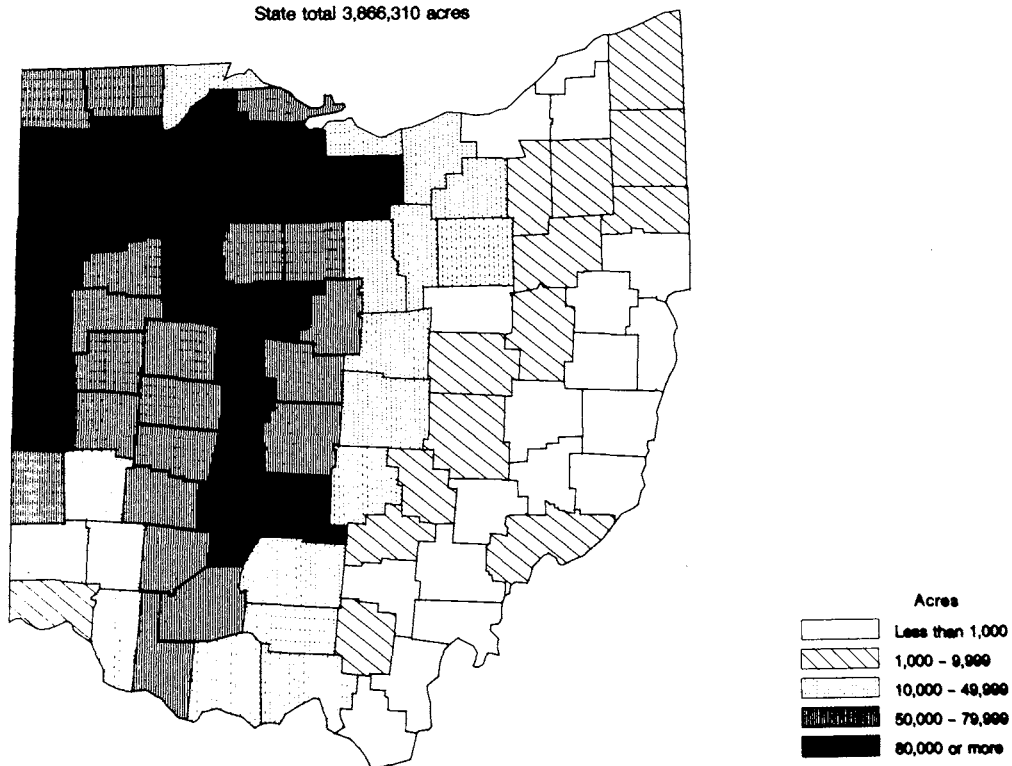 State total 3,866,310 acres
Acres
Less than 1,000
1,000 - 9,999
10,000 - 49,999
50,000 - 79,999
80,000 or more